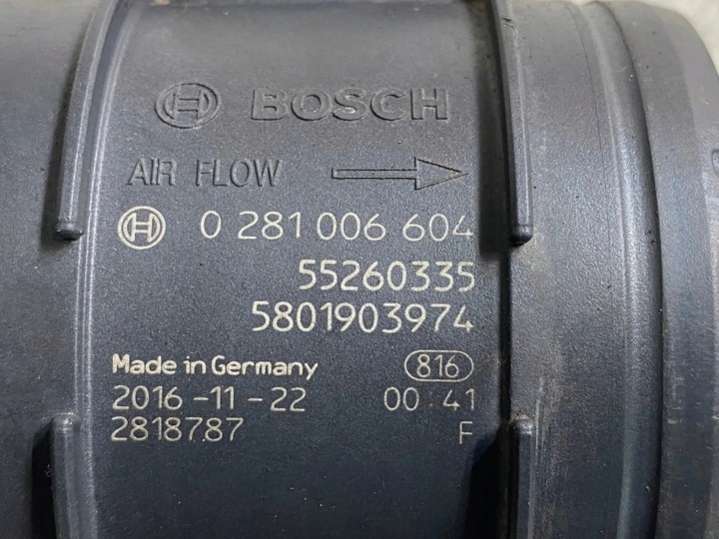 BOSCH
AIR FLOW
0 281 006 604
55260335
5801903974
Made in Germany 816
2016-11-22 00:41
2818787 F